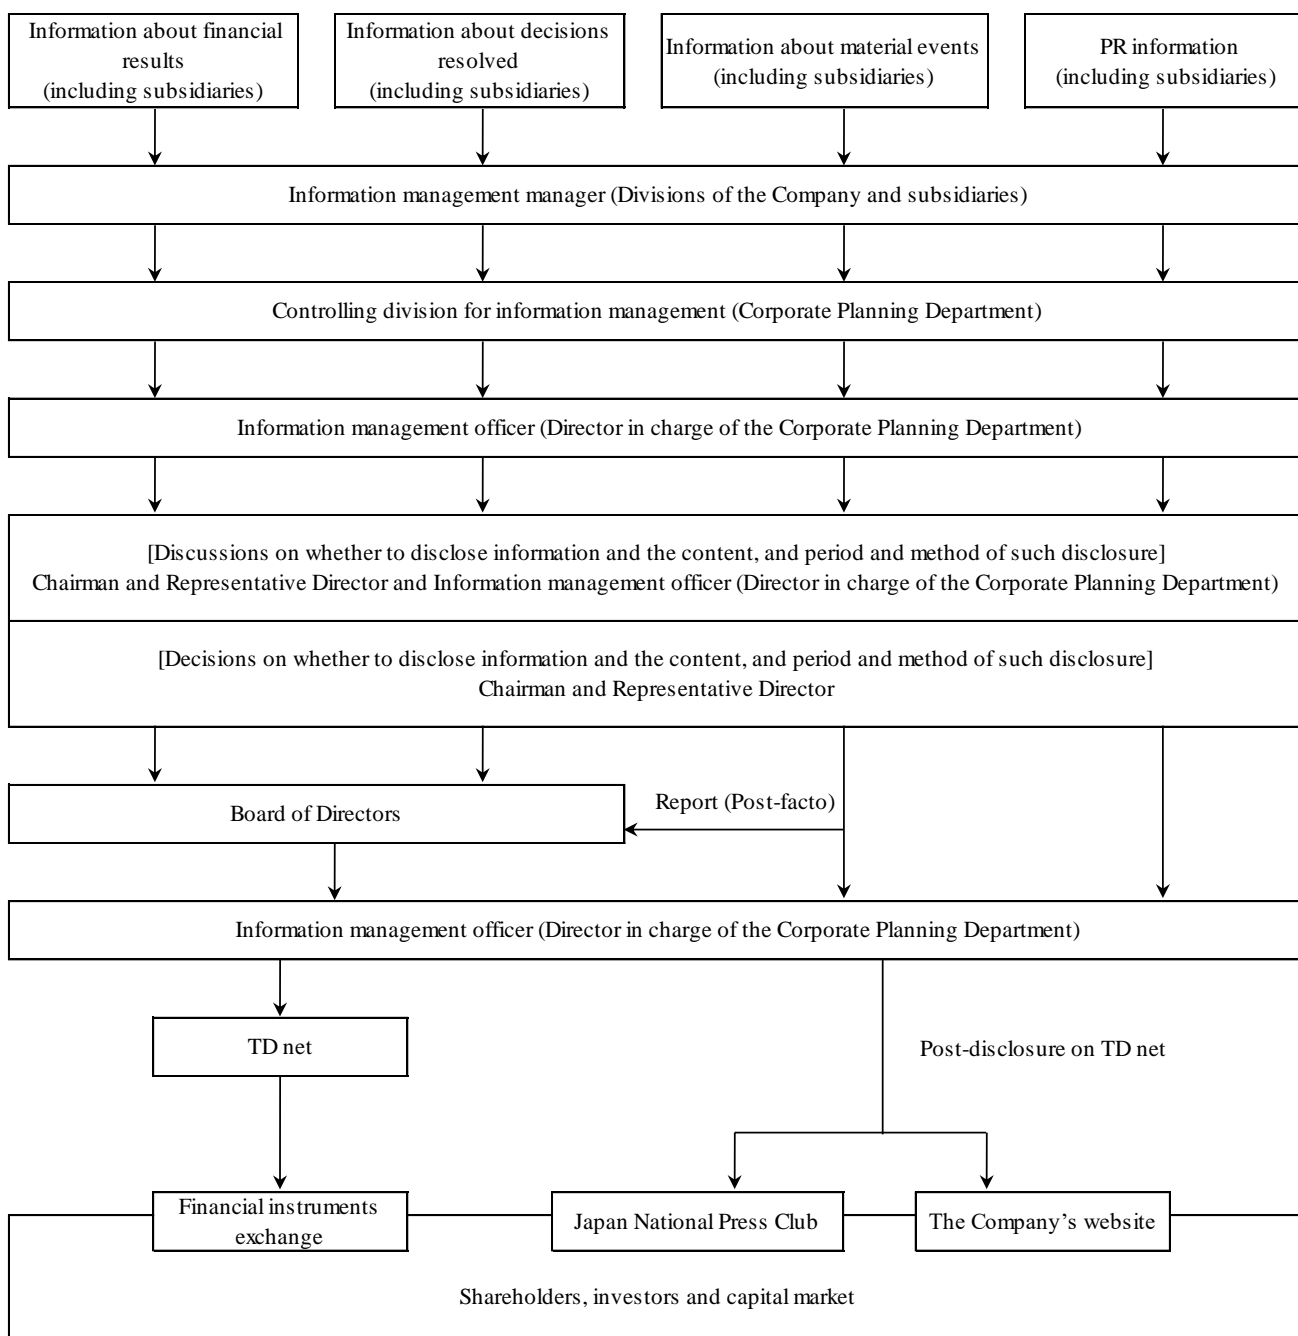 Information about financial
results
(including subsidiaries)
Information about decisions
resolved
(including subsidiaries)
Information about material events
(including subsidiaries)
PR information
(including subsidiaries)
Information management manager (Divisions of the Company and subsidiaries)
Controlling division for information management (Corporate Planning Department)
Information management officer (Director in charge of the Corporate Planning Department)
[Discussions on whether to disclose information and the content, and period and method of such disclosure]
Chairman and Representative Director and Information management officer (Director in charge of the Corporate Planning Department)
[Decisions on whether to disclose information and the content, and period and method of such disclosure]
Chairman and Representative Director
Report (Post-facto)
Board of Directors
Information management officer (Director in charge of the Corporate Planning Department)
TD net
Post-disclosure on TD net
Financial instruments
exchange
Japan National Press Club
The Company's website
Shareholders, investors and capital market